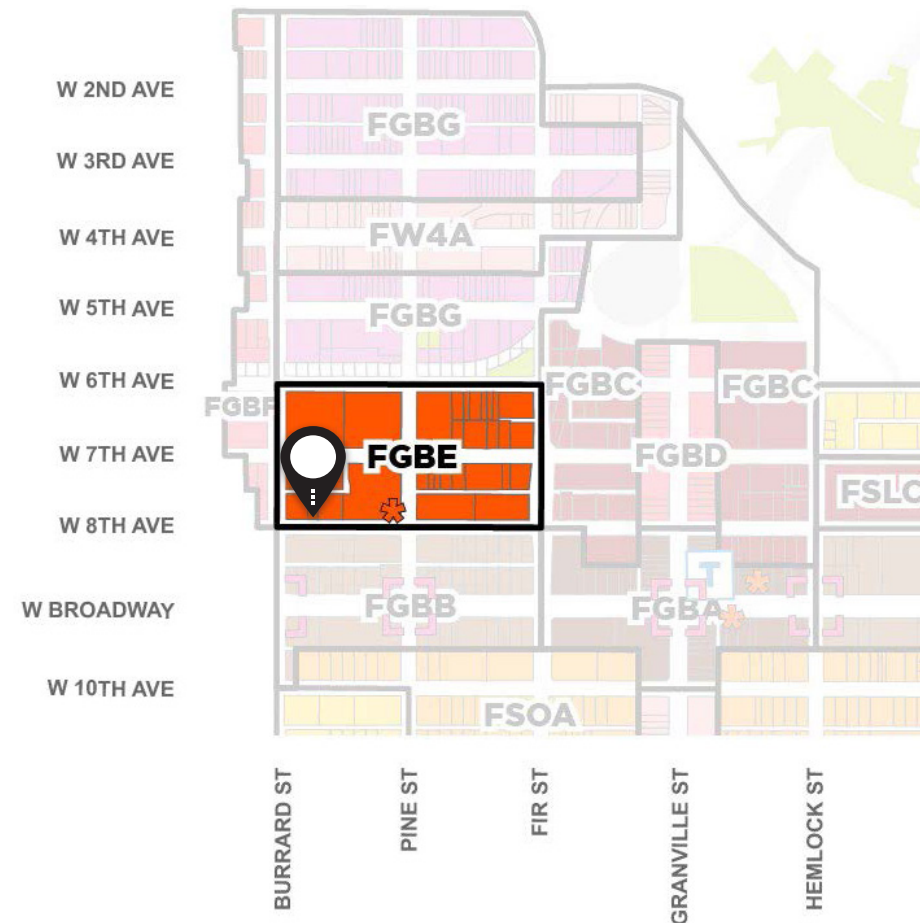 W 2ND AVE
FGBG
W 3RD AVE
W 4TH AVE
FW4A
W 5TH AVE
FGBG
W 6TH AVE
FGBF
FGBC
FGBC
W 7TH AVE
FGBE
FGBD
FSLC
W 8TH AVE
T
W BROADWAY
FGBB
FGBA
W 10TH AVE
FSOA
BURRARD ST
PINE ST
FIR ST
GRANVILLE ST
HEMLOCK ST